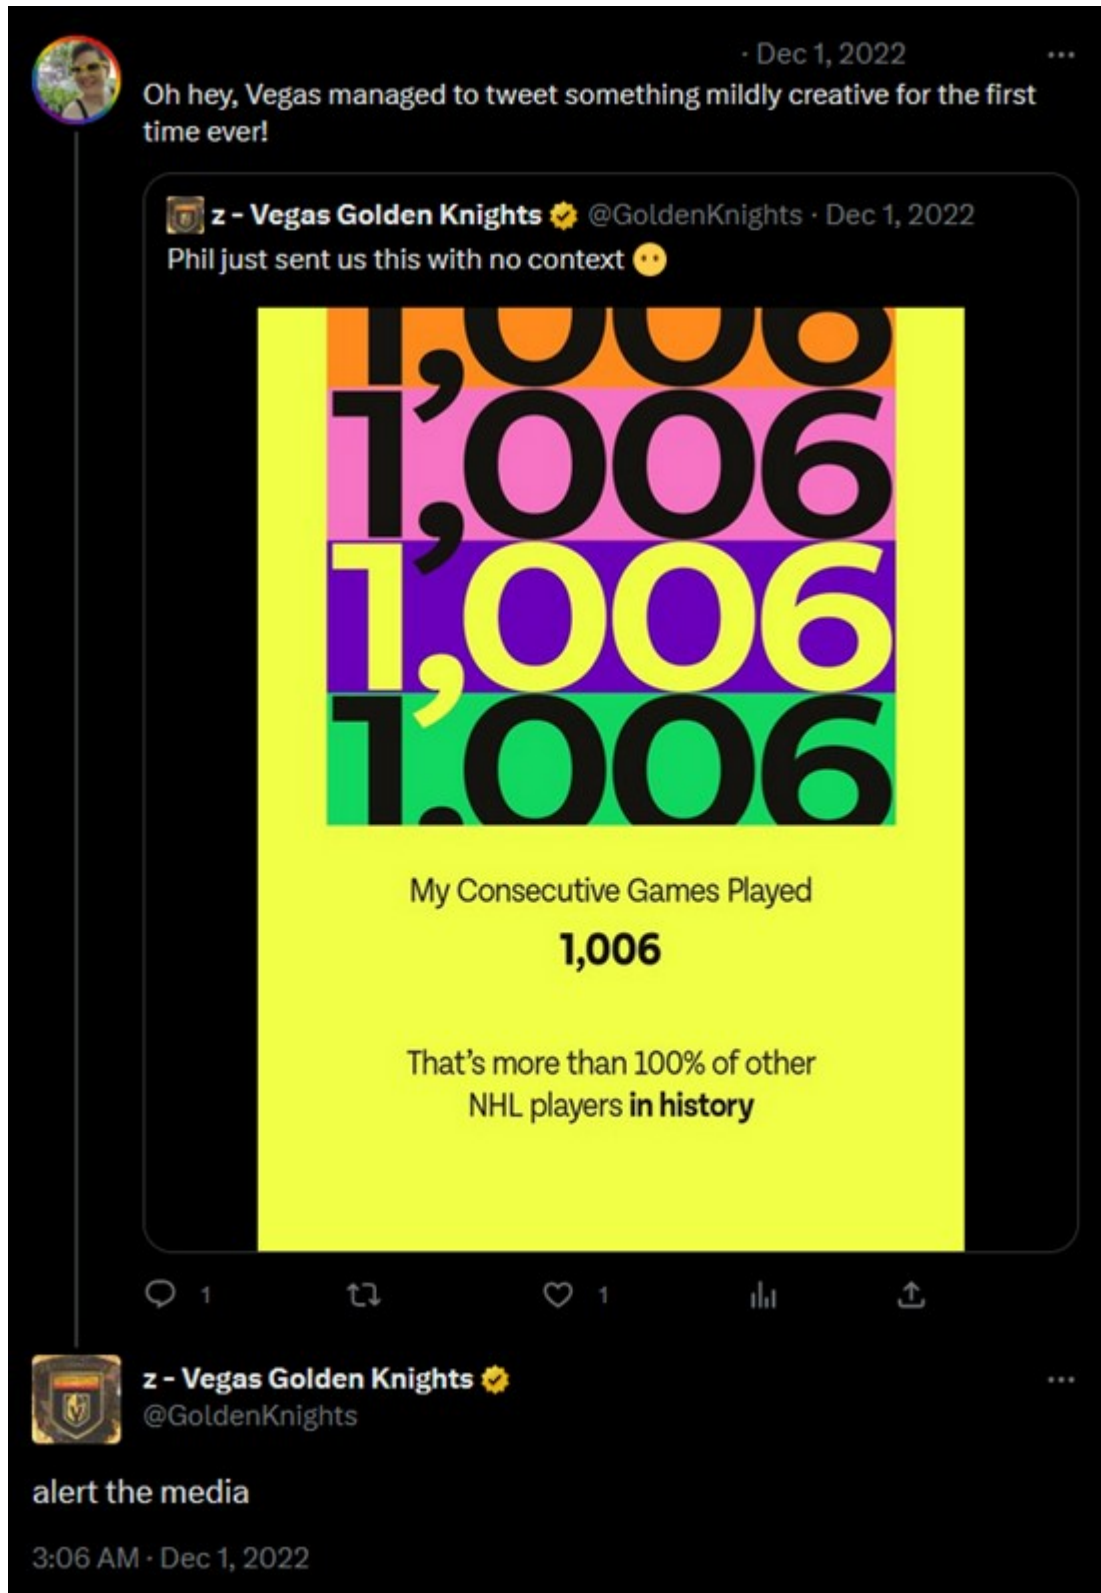 · Dec 1, 2022
Oh hey, Vegas managed to tweet something mildly creative for the first
time ever!
z - Vegas Golden Knights @GoldenKnights · Dec 1, 2022
Phil just sent us this with no context 😶
1,006
1,006
1,006
1,006
My Consecutive Games Played
1,006
That's more than 100% of other
NHL players in history
1 1
z - Vegas Golden Knights
@GoldenKnights
alert the media
3:06 AM · Dec 1, 2022